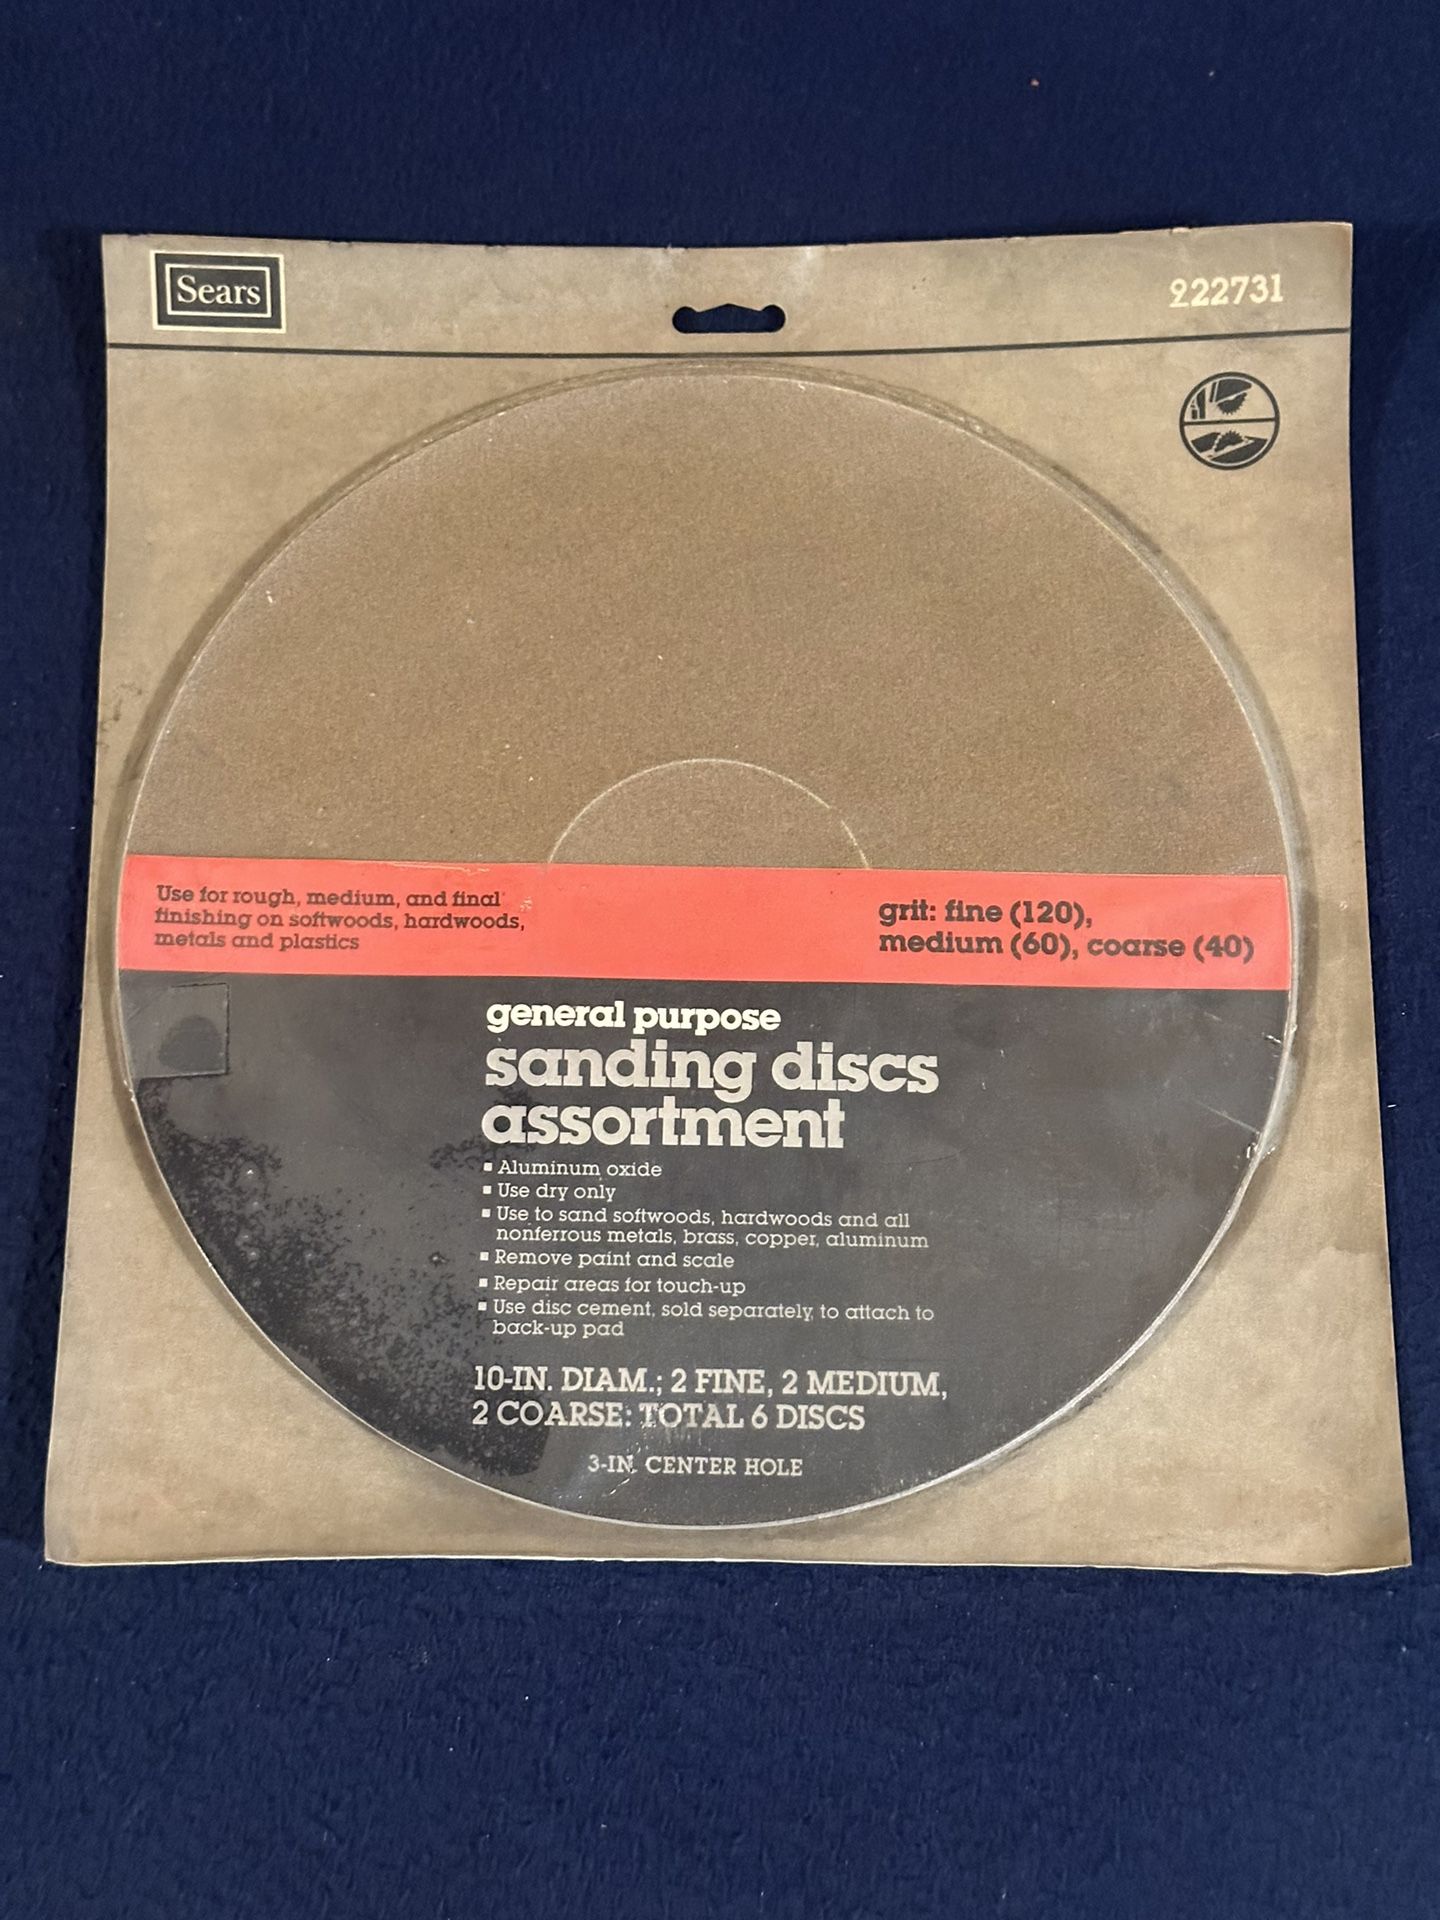 Sears
922731
Use for rough, medium, and final
finishing on softwoods, hardwoods,
metals and plastics
grit: fine (120),
medium (60), coarse (40)
general purpose
sanding discs
assortment
▪ Aluminum oxide
▪ Use dry only
▪ Use to sand softwoods, hardwoods and all
nonferrous metals, brass, copper, aluminum
▪ Remove paint and scale
▪ Repair areas for touch-up
▪ Use disc cement, sold separately, to attach to
back-up pad
10-IN. DIAM.; 2 FINE, 2 MEDIUM,
2 COARSE: TOTAL 6 DISCS
3-IN. CENTER HOLE